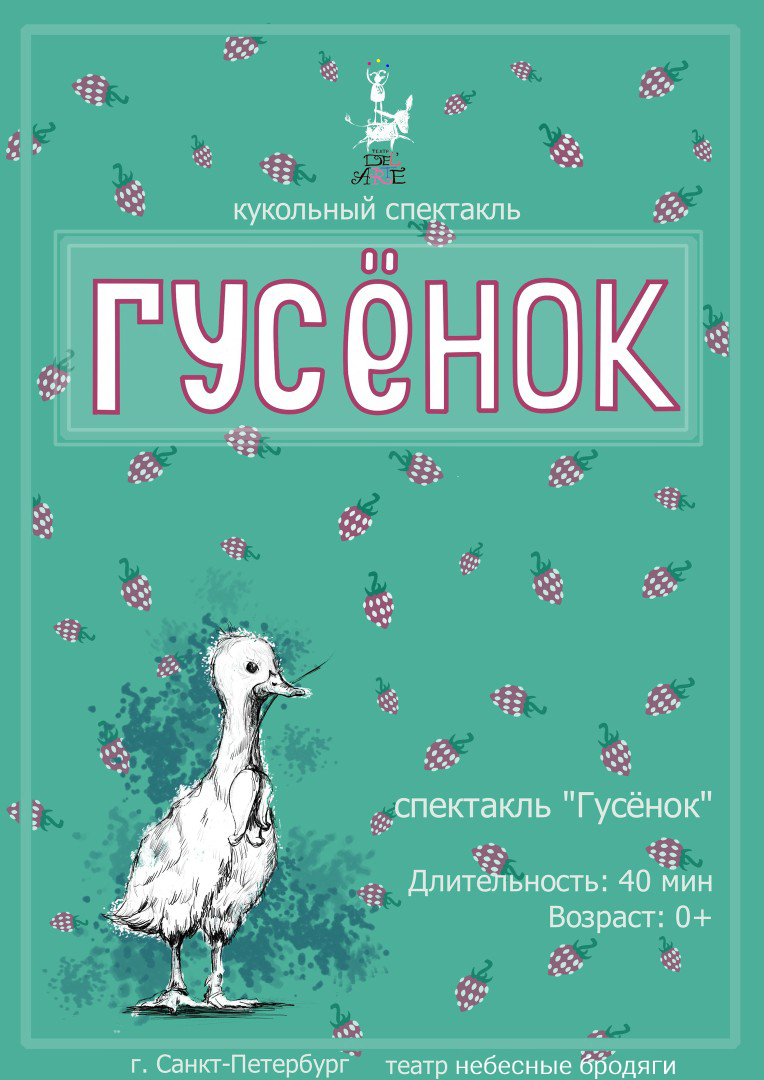 ТЕАТР
DEL'
ARTE
кукольный спектакль
ГУСЁНОК
спектакль "Гусёнок"
Длительность: 40 мин
Возраст: 0+
г. Санкт-Петербург театр небесные бродяги